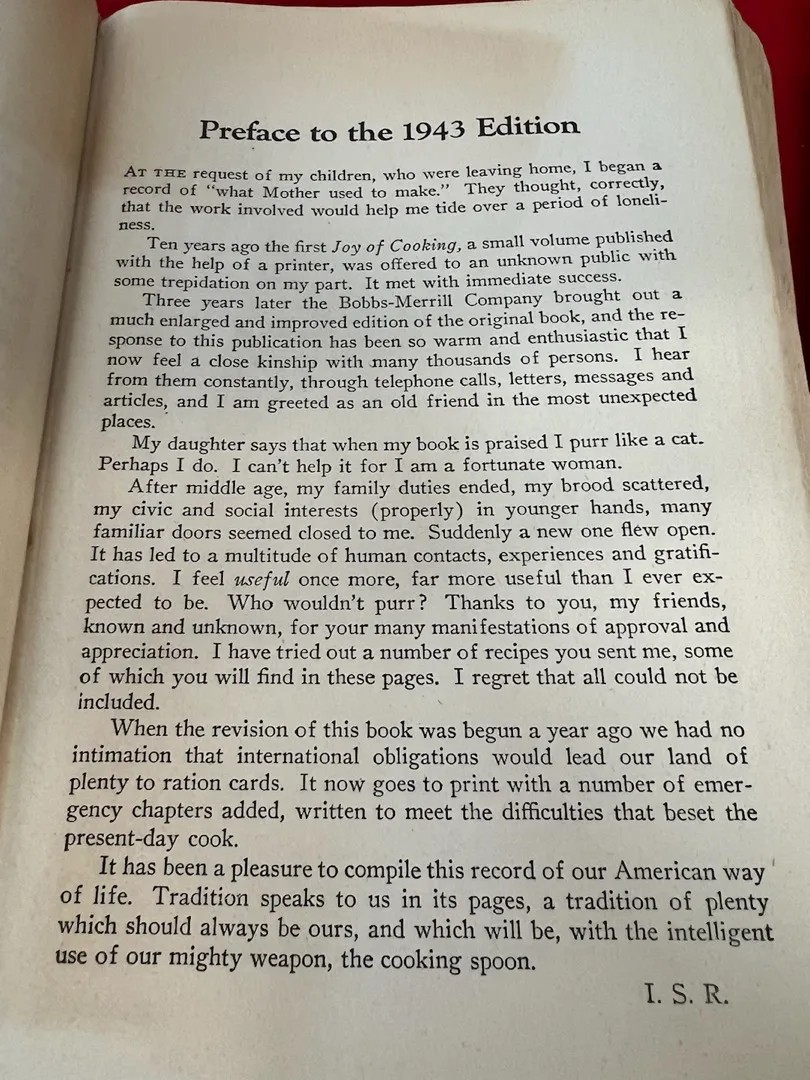 Preface to the 1943 Edition
AT THE request of my children, who were leaving home, I began a
record of "what Mother used to make." They thought, correctly,
that the work involved would help me tide over a period of loneli-
ness.
Ten years ago the first Joy of Cooking, a small volume published
with the help of a printer, was offered to an unknown public with
some trepidation on my part. It met with immediate success.
Three years later the Bobbs-Merrill Company brought out a
much enlarged and improved edition of the original book, and the re-
sponse to this publication has been so warm and enthusiastic that I
now feel a close kinship with many thousands of persons. I hear
from them constantly, through telephone calls, letters, messages and
articles, and I am greeted as an old friend in the most unexpected
places.
My daughter says that when my book is praised I purr like a cat.
Perhaps I do. I can't help it for I am a fortunate woman.
After middle age, my family duties ended, my brood scattered,
my civic and social interests (properly) in younger hands, many
familiar doors seemed closed to me. Suddenly a new one flew open.
It has led to a multitude of human contacts, experiences and gratifi-
cations. I feel useful once more, far more useful than I ever ex-
pected to be. Who wouldn't purr? Thanks to you, my friends,
known and unknown, for your many manifestations of approval and
appreciation. I have tried out a number of recipes you sent me, some
of which you will find in these pages. I regret that all could not be
included.
When the revision of this book was begun a year ago we had no
intimation that international obligations would lead our land of
plenty to ration cards. It now goes to print with a number of emer-
gency chapters added, written to meet the difficulties that beset the
present-day cook.
It has been a pleasure to compile this record of our American way
of life. Tradition speaks to us in its pages, a tradition of plenty
which should always be ours, and which will be, with the intelligent
use of our mighty weapon, the cooking spoon.
I. S. R.